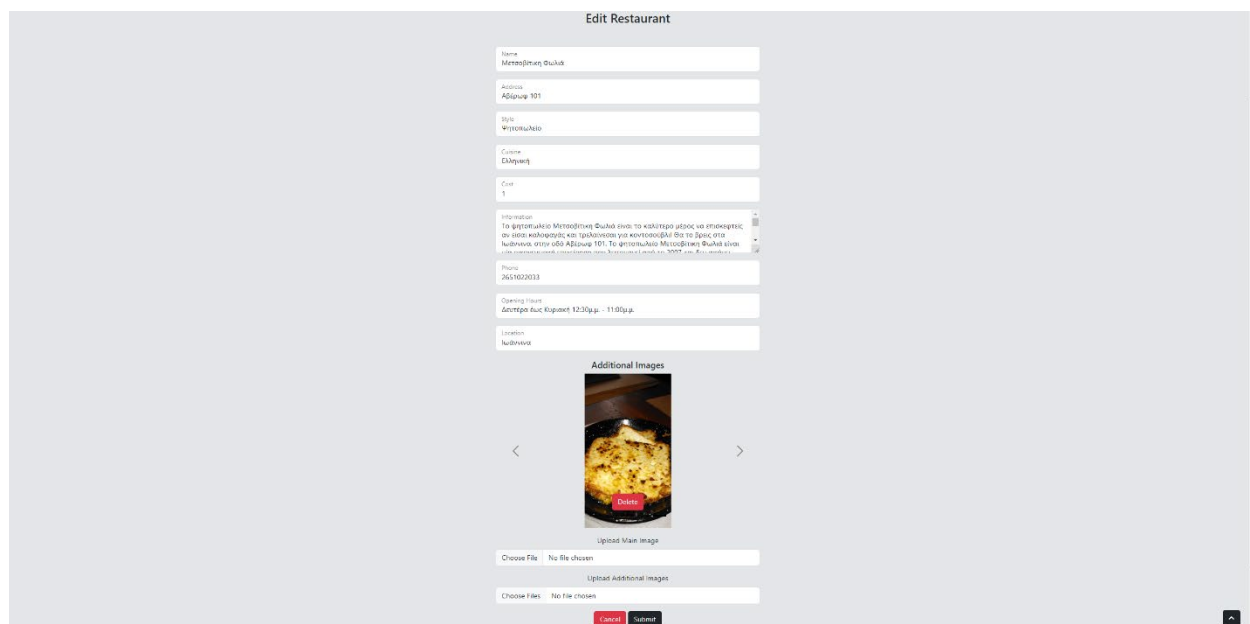 Edit Restaurant
Name
Μετσοβίτικη Φωλιά
Address
Αβέρωφ 101
Style
Ψητοπωλείο
Cuisine
Ελληνική
Cost
1
Information
Το ψητοπωλείο Μετσοβίτικη Φωλιά είναι το καλύτερο μέρος να επισκεφτείς
αν είσαι καλοφαγάς και τρελαίνεσαι για κοντοσούβλι! Θα το βρεις στα
Ιωάννινα, στην οδό Αβέρωφ 101. Το ψητοπωλείο Μετσοβίτικη Φωλιά είναι
Phone
2651022033
Opening Hours
Δευτέρα έως Κυριακή 12:30μ.μ. - 11:00μ.μ.
Location
Ιωάννινα
Additional Images
Delete
Upload Main Image
Choose File No file chosen
Upload Additional Images
Choose Files No file chosen
Cancel Submit